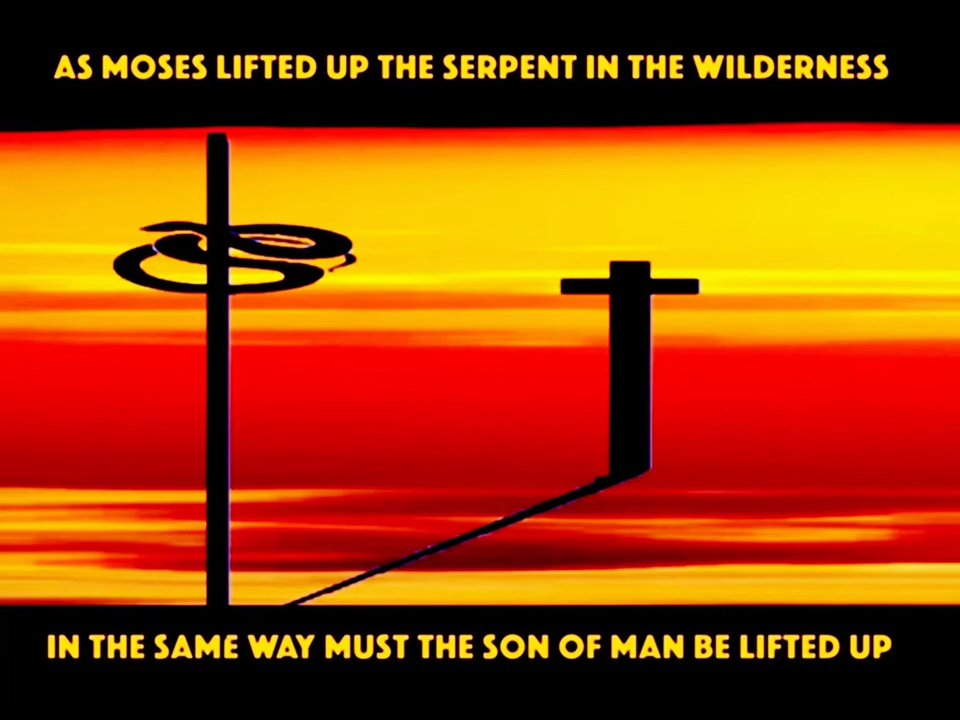 AS MOSES LIFTED UP THE SERPENT IN THE WILDERNESS
IN THE SAME WAY MUST THE SON OF MAN BE LIFTED UP